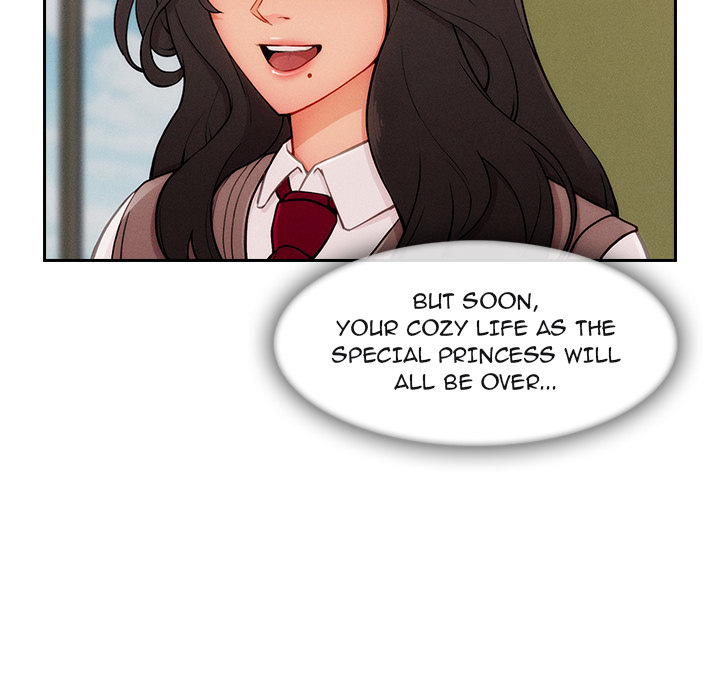 BUT SOON,
YOUR COZY LIFE AS THE
SPECIAL PRINCESS WILL
ALL BE OVER...